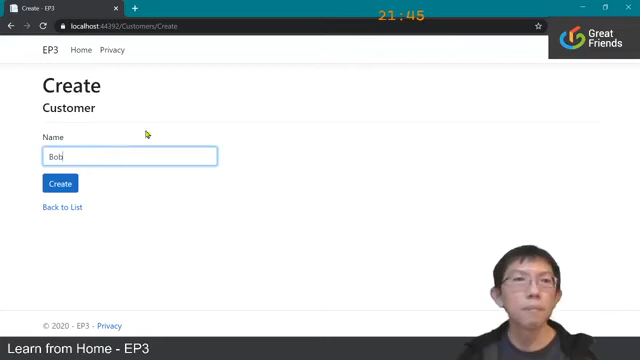 Create - EP3
21:45
localhost:44392/Customers/Create
Great
Friends
EP3 Home Privacy
Create
Customer
Name
Bob
Create
Back to List
© 2020 - EP3 - Privacy
Learn from Home - EP3